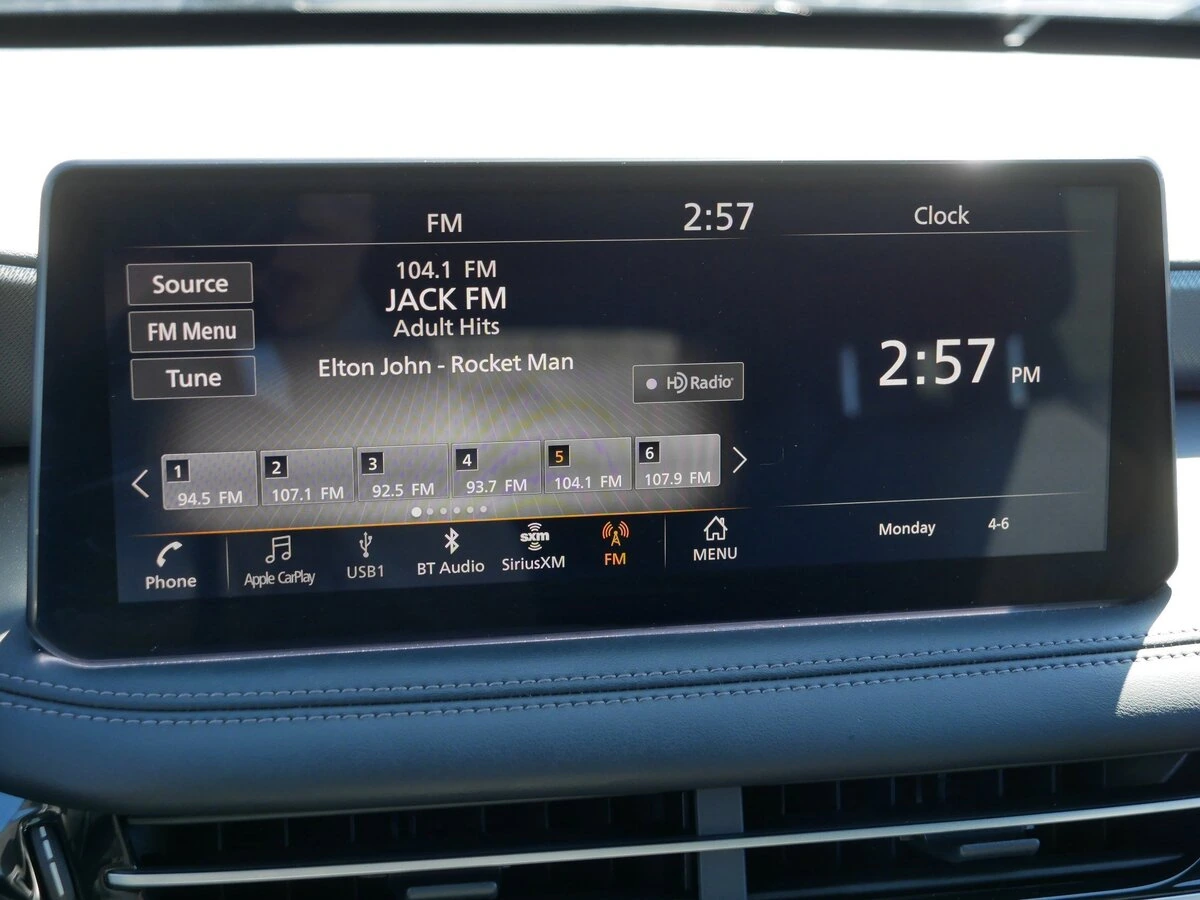 FM
2:57
Clock
Source
FM Menu
Tune
104.1 FM
JACK FM
Adult Hits
Elton John - Rocket Man
HD Radio
2:57 PM
1
94.5 FM
2
107.1 FM
3
92.5 FM
4
93.7 FM
5
104.1 FM
6
107.9 FM
Monday
4-6
Phone
Apple CarPlay
USB1
BT Audio
sxm
SiriusXM
FM
MENU